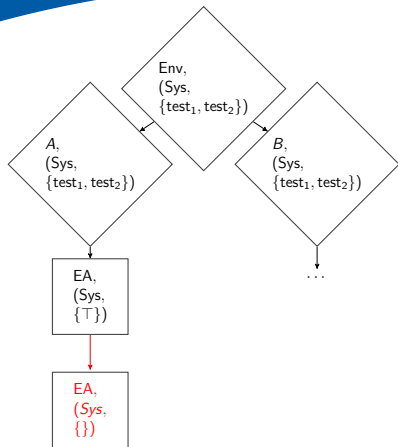 Env,
(Sys,
{test₁, test₂})
A,
(Sys,
{test₁, test₂})
B,
(Sys,
{test₁, test₂})
EA,
(Sys,
{⊤})
...
EA,
(Sys,
{})